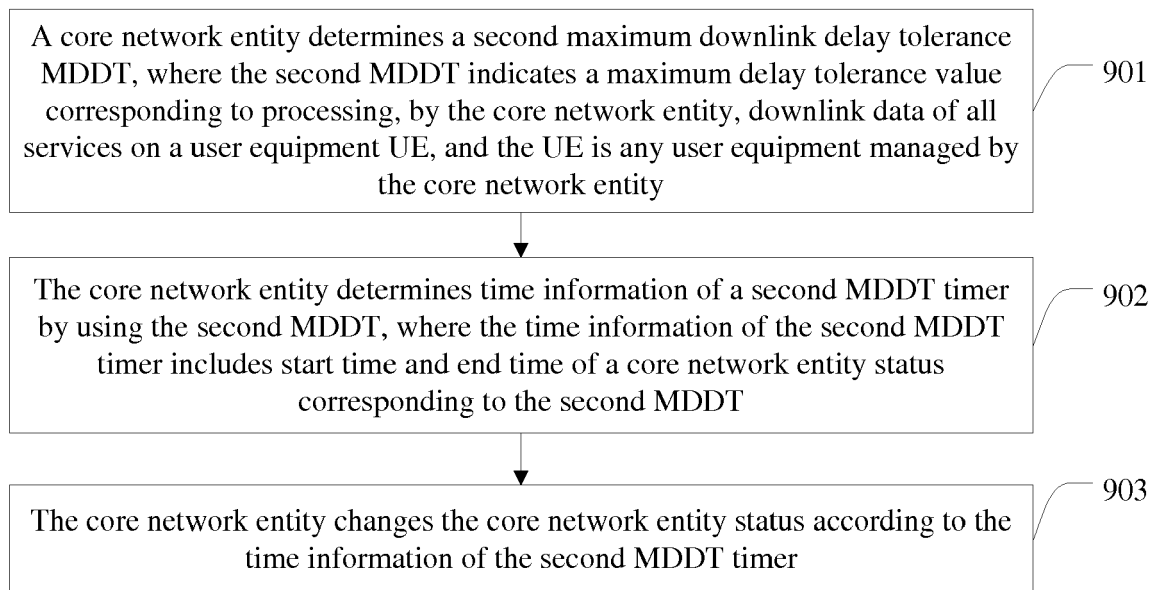 A core network entity determines a second maximum downlink delay tolerance
MDDT, where the second MDDT indicates a maximum delay tolerance value
corresponding to processing, by the core network entity, downlink data of all
services on a user equipment UE, and the UE is any user equipment managed by
the core network entity
901
The core network entity determines time information of a second MDDT timer
by using the second MDDT, where the time information of the second MDDT
timer includes start time and end time of a core network entity status
corresponding to the second MDDT
902
The core network entity changes the core network entity status according to the
time information of the second MDDT timer
903